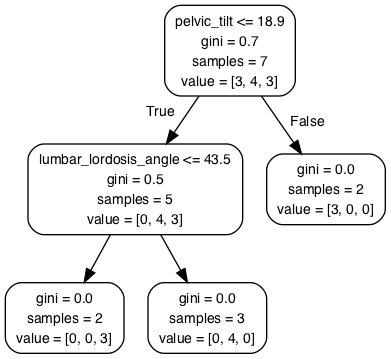 pelvic_tilt <= 18.9
gini = 0.7
samples = 7
value = [3, 4, 3]
True
False
lumbar_lordosis_angle <= 43.5
gini = 0.5
samples = 5
value = [0, 4, 3]
gini = 0.0
samples = 2
value = [3, 0, 0]
gini = 0.0
samples = 2
value = [0, 0, 3]
gini = 0.0
samples = 3
value = [0, 4, 0]